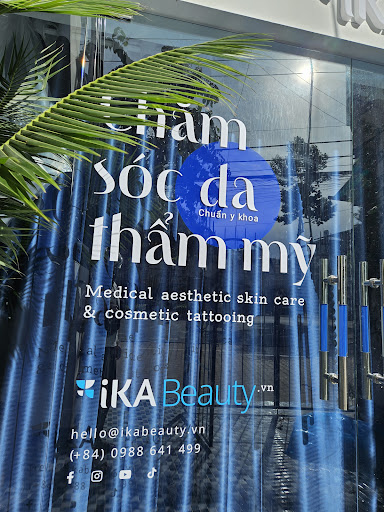 chăm
sóc da
Chuẩn y khoa
thẩm mỹ
Medical aesthetic skin care
& cosmetic tattooing
iKA Beauty.vn
hello@ikabeauty.vn
(+84) 0988 641 499